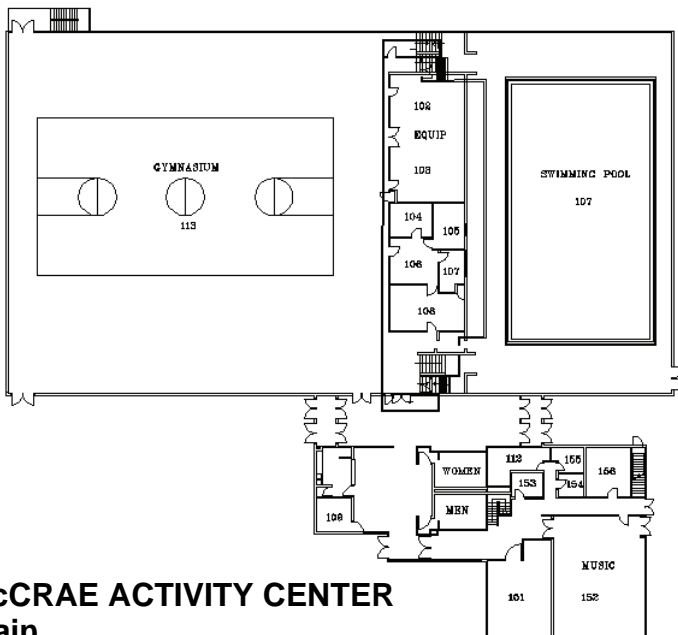 102
EQUIP
103
GYMNASIUM
113
SWIMMING POOL
107
104
105
106
107
108
WOMEN
112
155
153
154
156
MEN
109
MUSIC
101
152
cCRAE ACTIVITY CENTER
ain